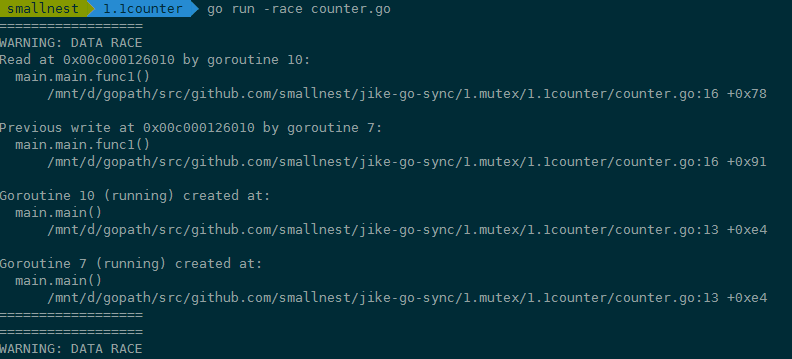 smallnest 1.1counter go run -race counter.go
==================
WARNING: DATA RACE
Read at 0x00c000126010 by goroutine 10:
main.main.func1()
/mnt/d/gopath/src/github.com/smallnest/jike-go-sync/1.mutex/1.1counter/counter.go:16 +0x78
Previous write at 0x00c000126010 by goroutine 7:
main.main.func1()
/mnt/d/gopath/src/github.com/smallnest/jike-go-sync/1.mutex/1.1counter/counter.go:16 +0x91
Goroutine 10 (running) created at:
main.main()
/mnt/d/gopath/src/github.com/smallnest/jike-go-sync/1.mutex/1.1counter/counter.go:13 +0xe4
Goroutine 7 (running) created at:
main.main()
/mnt/d/gopath/src/github.com/smallnest/jike-go-sync/1.mutex/1.1counter/counter.go:13 +0xe4
==================
==================
WARNING: DATA RACE